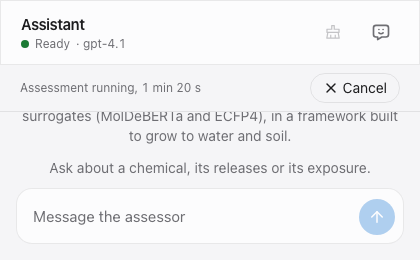 Assistant
Ready · gpt-4.1
Assessment running, 1 min 20 s
Cancel
surrogates (MolDeBERTa and ECFP4), in a framework built
to grow to water and soil.
Ask about a chemical, its releases or its exposure.
Message the assessor